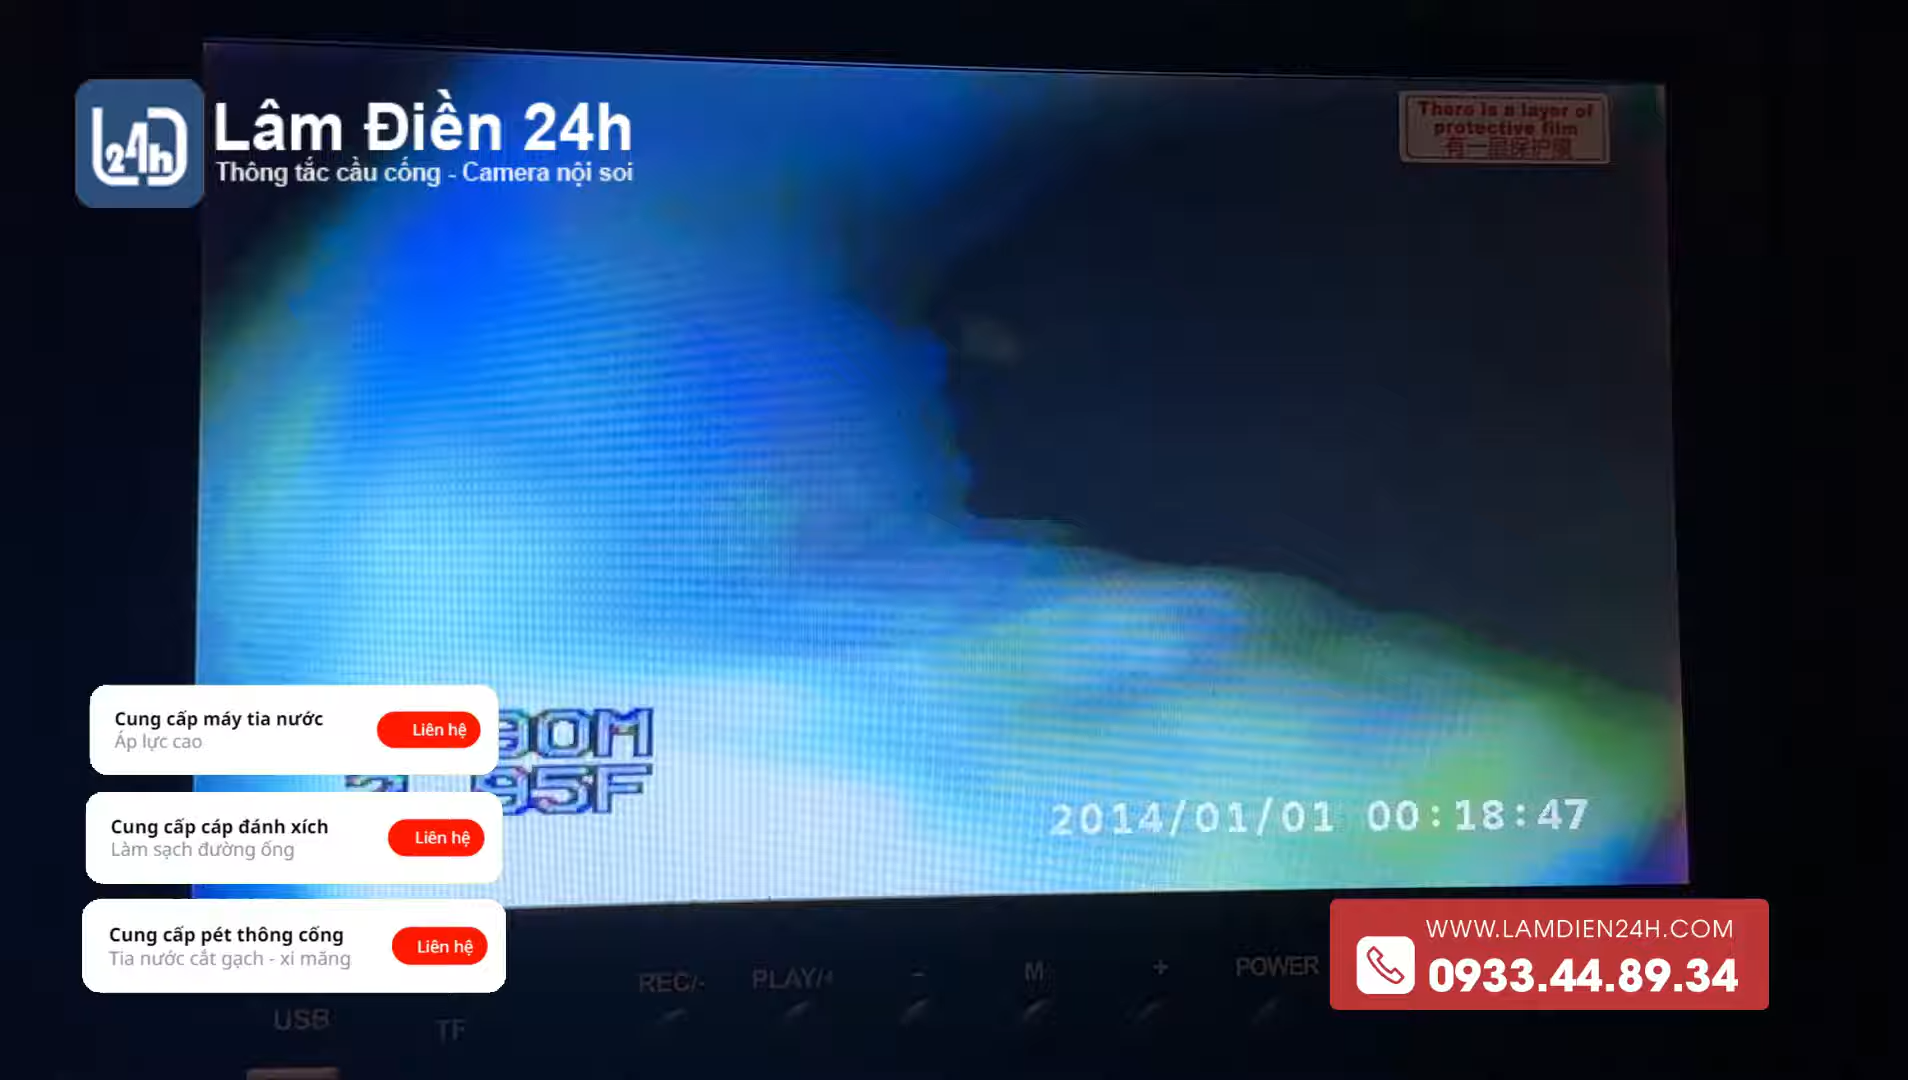 Lâm Điền 24h
24h
Thông tắc cầu cống - Camera nội soi
There is a layer of
protective film
有一层保护膜
Cung cấp máy tia nước
Áp lực cao
Liên hệ
90M
95F
Cung cấp cáp đánh xích
Làm sạch đường ống
Liên hệ
2014/01/01 00:18:47
Cung cấp pét thông cống
Tia nước cắt gạch - xi măng
Liên hệ
WWW.LAMDIEN24H.COM
0933.44.89.34
REC/-
PLAY/
-
M
+
POWER
USB
TF